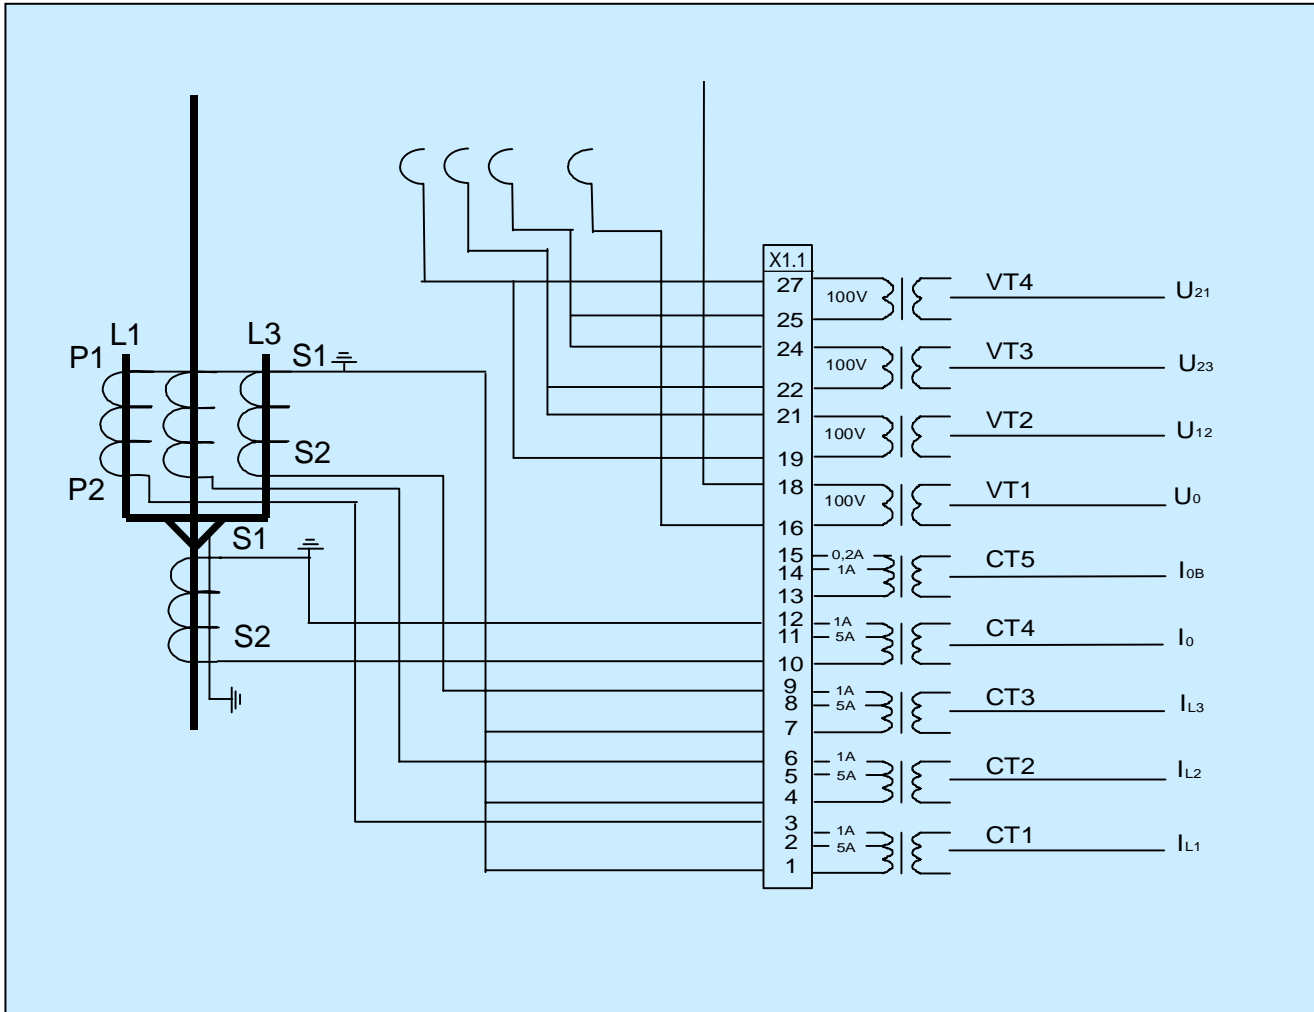 X1.1
27
100V
VT4
U21
25
L1
L3
24
P1
S1
100V
VT3
U23
22
21
100V
VT2
U12
S2
19
P2
18
100V
VT1
U0
16
S1
15
0,2A
CT5
I0B
14
1A
13
12
1A
CT4
I0
11
5A
S2
10
9
1A
CT3
IL3
8
5A
7
6
1A
CT2
IL2
5
5A
4
3
1A
CT1
IL1
2
5A
1